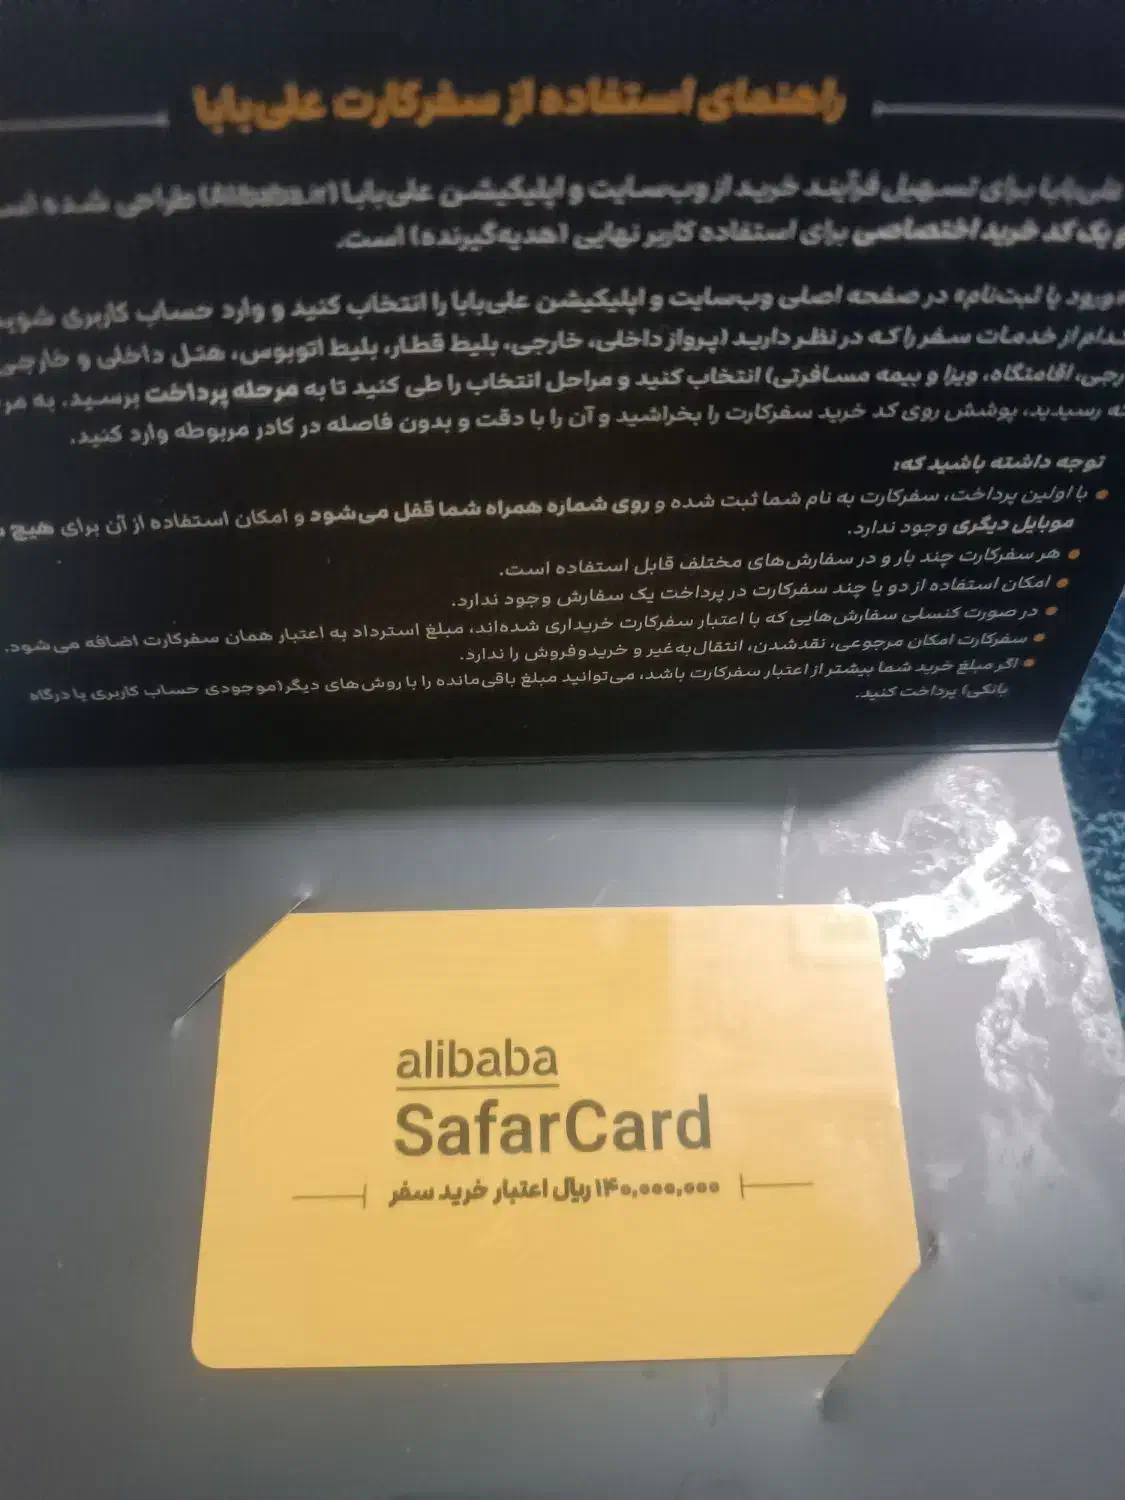 راهنمای استفاده از سفرکارت علی‌بابا
علی‌بابا برای تسهیل فرآیند خرید از وب‌سایت و اپلیکیشن علی‌بابا (Alibaba.ir) طراحی شده
یک کد خرید اختصاصی برای استفاده کاربر نهایی (هدیه‌گیرنده) است.
«ورود یا ثبت‌نام» در صفحه اصلی وب‌سایت و اپلیکیشن علی‌بابا را انتخاب کنید و وارد حساب کاربری شوید
از خدمات سفر را که در نظر دارید (پرواز داخلی، خارجی، بلیط قطار، بلیط اتوبوس، هتل داخلی و خارجی
اقامتگاه، ویزا و بیمه مسافرتی) انتخاب کنید و مراحل انتخاب را طی کنید تا به مرحله پرداخت برسید. به
رسیدید، پوشش روی کد خرید سفرکارت را بخراشید و آن را با دقت و بدون فاصله در کادر مربوطه وارد کنید.
توجه داشته باشید که:
• با اولین پرداخت، سفرکارت به نام شما ثبت شده و روی شماره همراه شما قفل می‌شود و امکان استفاده از آن برای هیچ
موبایل دیگری وجود ندارد.
• هر سفرکارت چند بار و در سفارش‌های مختلف قابل استفاده است.
• امکان استفاده از دو یا چند سفرکارت در پرداخت یک سفارش وجود ندارد.
• در صورت کنسلی سفارش‌هایی که با اعتبار سفرکارت خریداری شده‌اند، مبلغ استرداد به اعتبار همان سفرکارت اضافه می‌شود.
• سفرکارت امکان مرجوعی، نقدشدن، انتقال‌به‌غیر و خریدوفروش را ندارد.
• اگر مبلغ خرید شما بیشتر از اعتبار سفرکارت باشد، می‌توانید مبلغ باقی‌مانده را با روش‌های دیگر (موجودی حساب کاربری یا درگاه
بانکی) پرداخت کنید.
alibaba
SafarCard
۱۴۰,۰۰۰,۰۰۰ ریال اعتبار خرید سفر